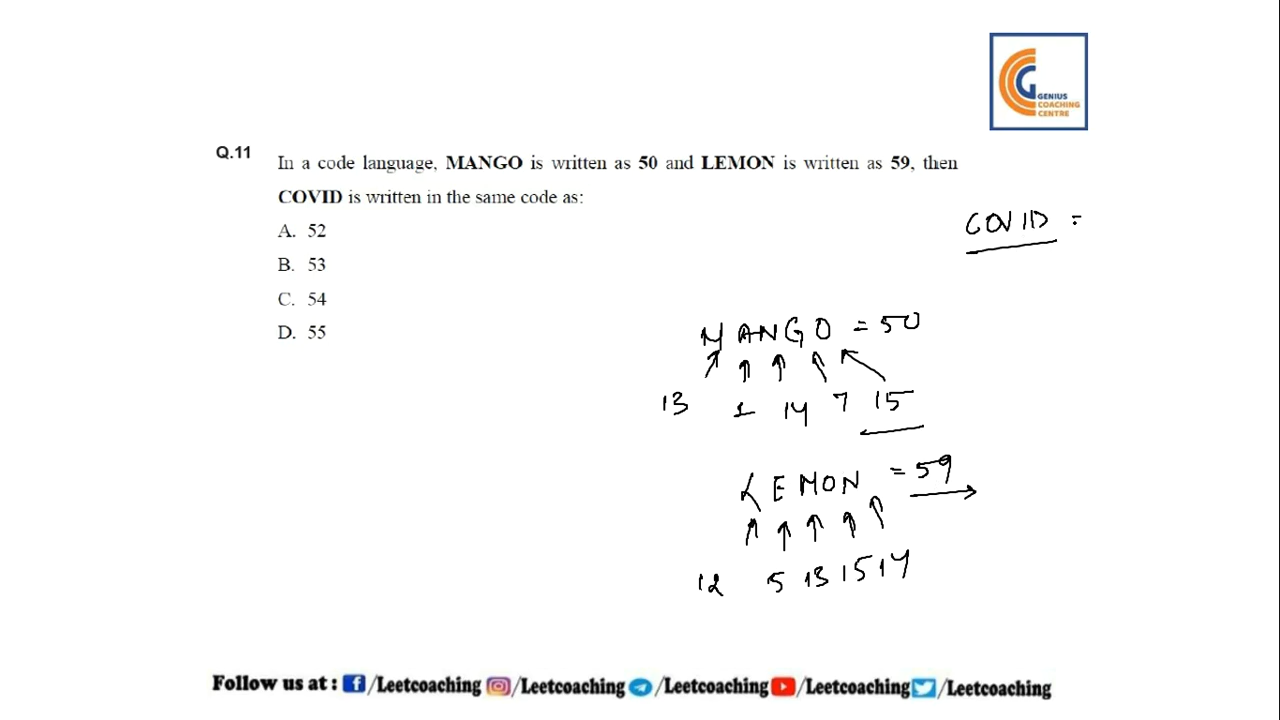 GENIUS
COACHING
CENTRE
Q.11 In a code language, MANGO is written as 50 and LEMON is written as 59, then
COVID is written in the same code as:
A. 52
B. 53
C. 54
D. 55
COVID =
MANGO = 50
13 1 14 7 15
LEMON = 59
12 5 13 15 14
Follow us at : f/Leetcoaching /Leetcoaching /Leetcoaching /Leetcoaching /Leetcoaching